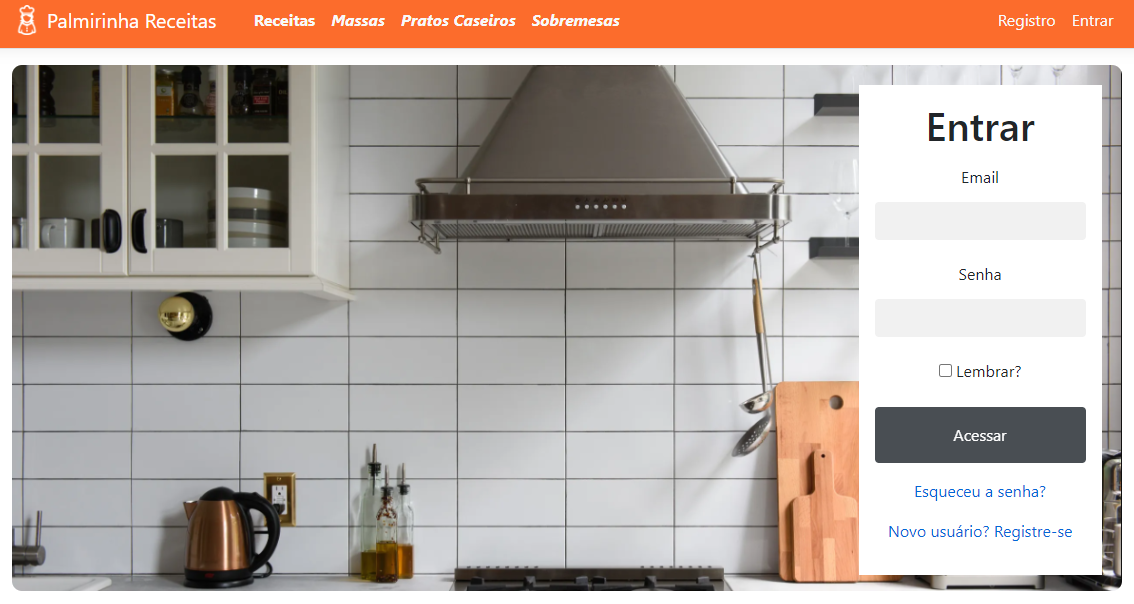 Palmirinha Receitas Receitas Massas Pratos Caseiros Sobremesas Registro Entrar
Entrar
Email
Senha
Lembrar?
Acessar
Esqueceu a senha?
Novo usuário? Registre-se